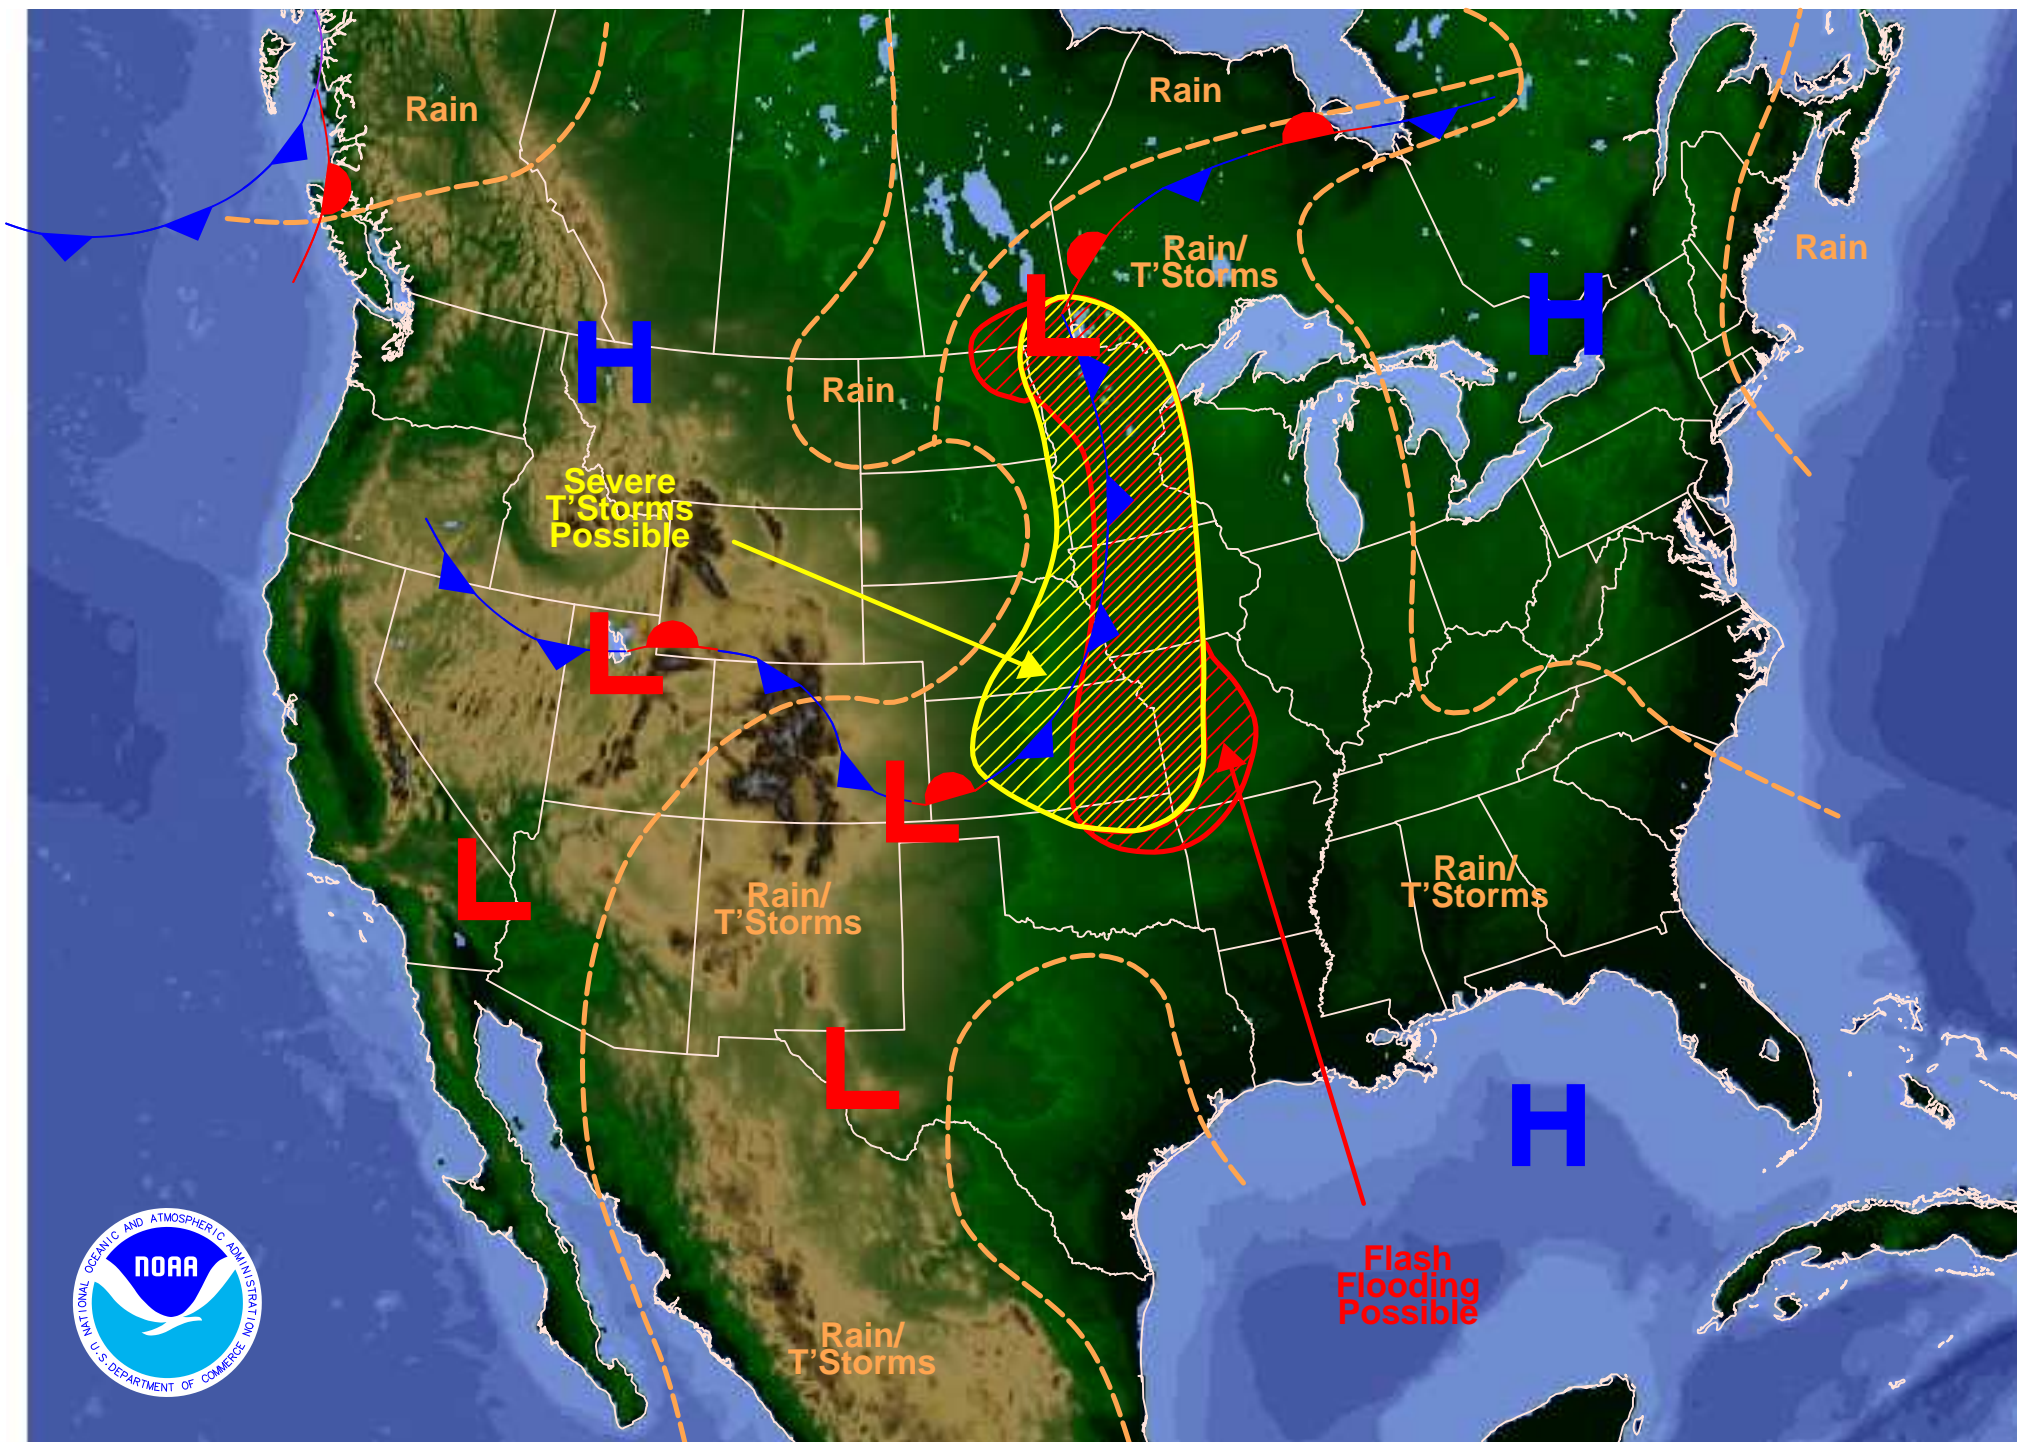 Rain
Rain
Rain/
T'Storms
Rain
H
H
L
Rain
Severe
T'Storms
Possible
L
L
L
Rain/
T'Storms
Rain/
T'Storms
L
H
Flash
Flooding
Possible
Rain/
T'Storms
NATIONAL OCEANIC AND ATMOSPHERIC ADMINISTRATION
NOAA
U.S. DEPARTMENT OF COMMERCE